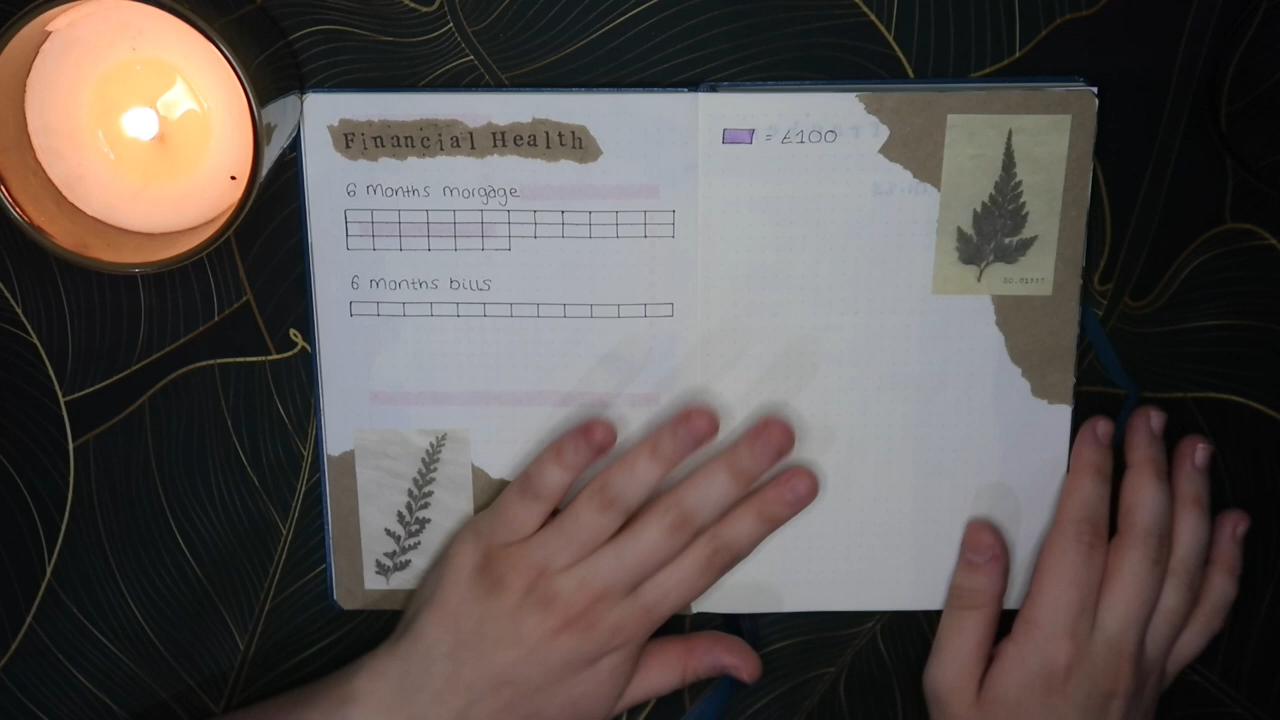 Financial Health
6 months morgage
6 months bills
= £100